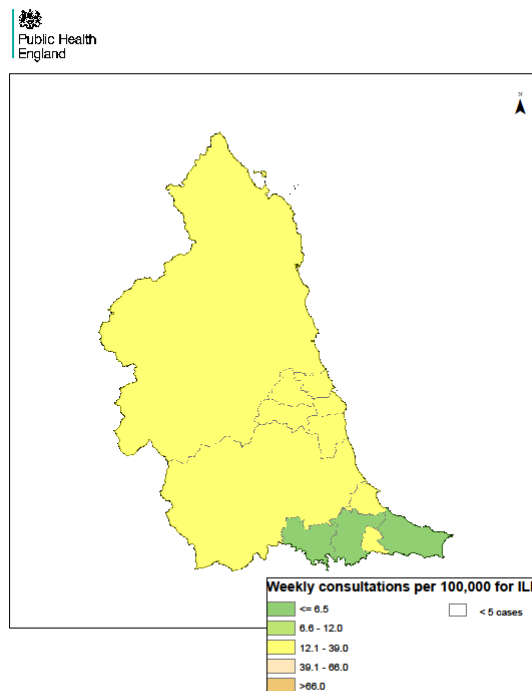 Public Health
England
N
Weekly consultations per 100,000 for ILI
<= 6.5
< 5 cases
6.6 - 12.0
12.1 - 39.0
39.1 - 66.0
>66.0